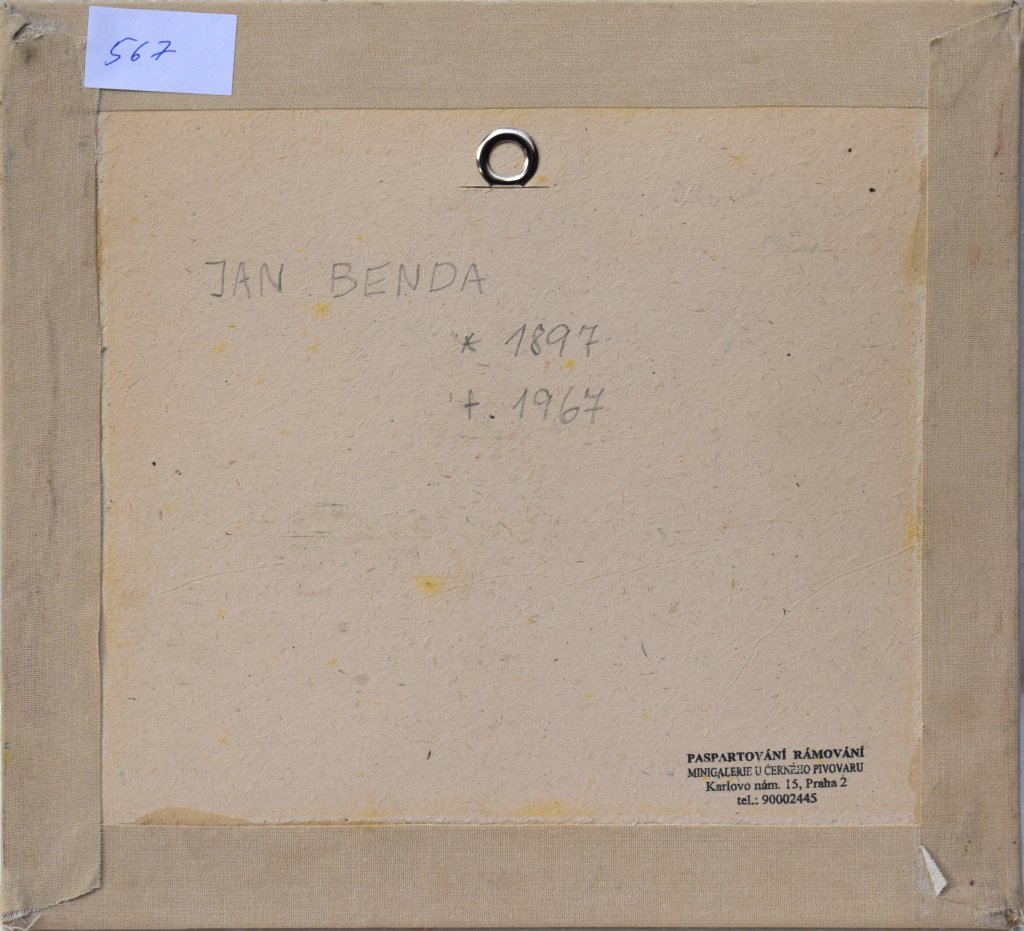 567
JAN BENDA
* 1897
+. 1967
PASPARTOVÁNÍ RÁMOVÁNÍ
MINIGALERIE U ČERNÉHO PIVOVARU
Karlovo nám. 15, Praha 2
tel.: 90002445